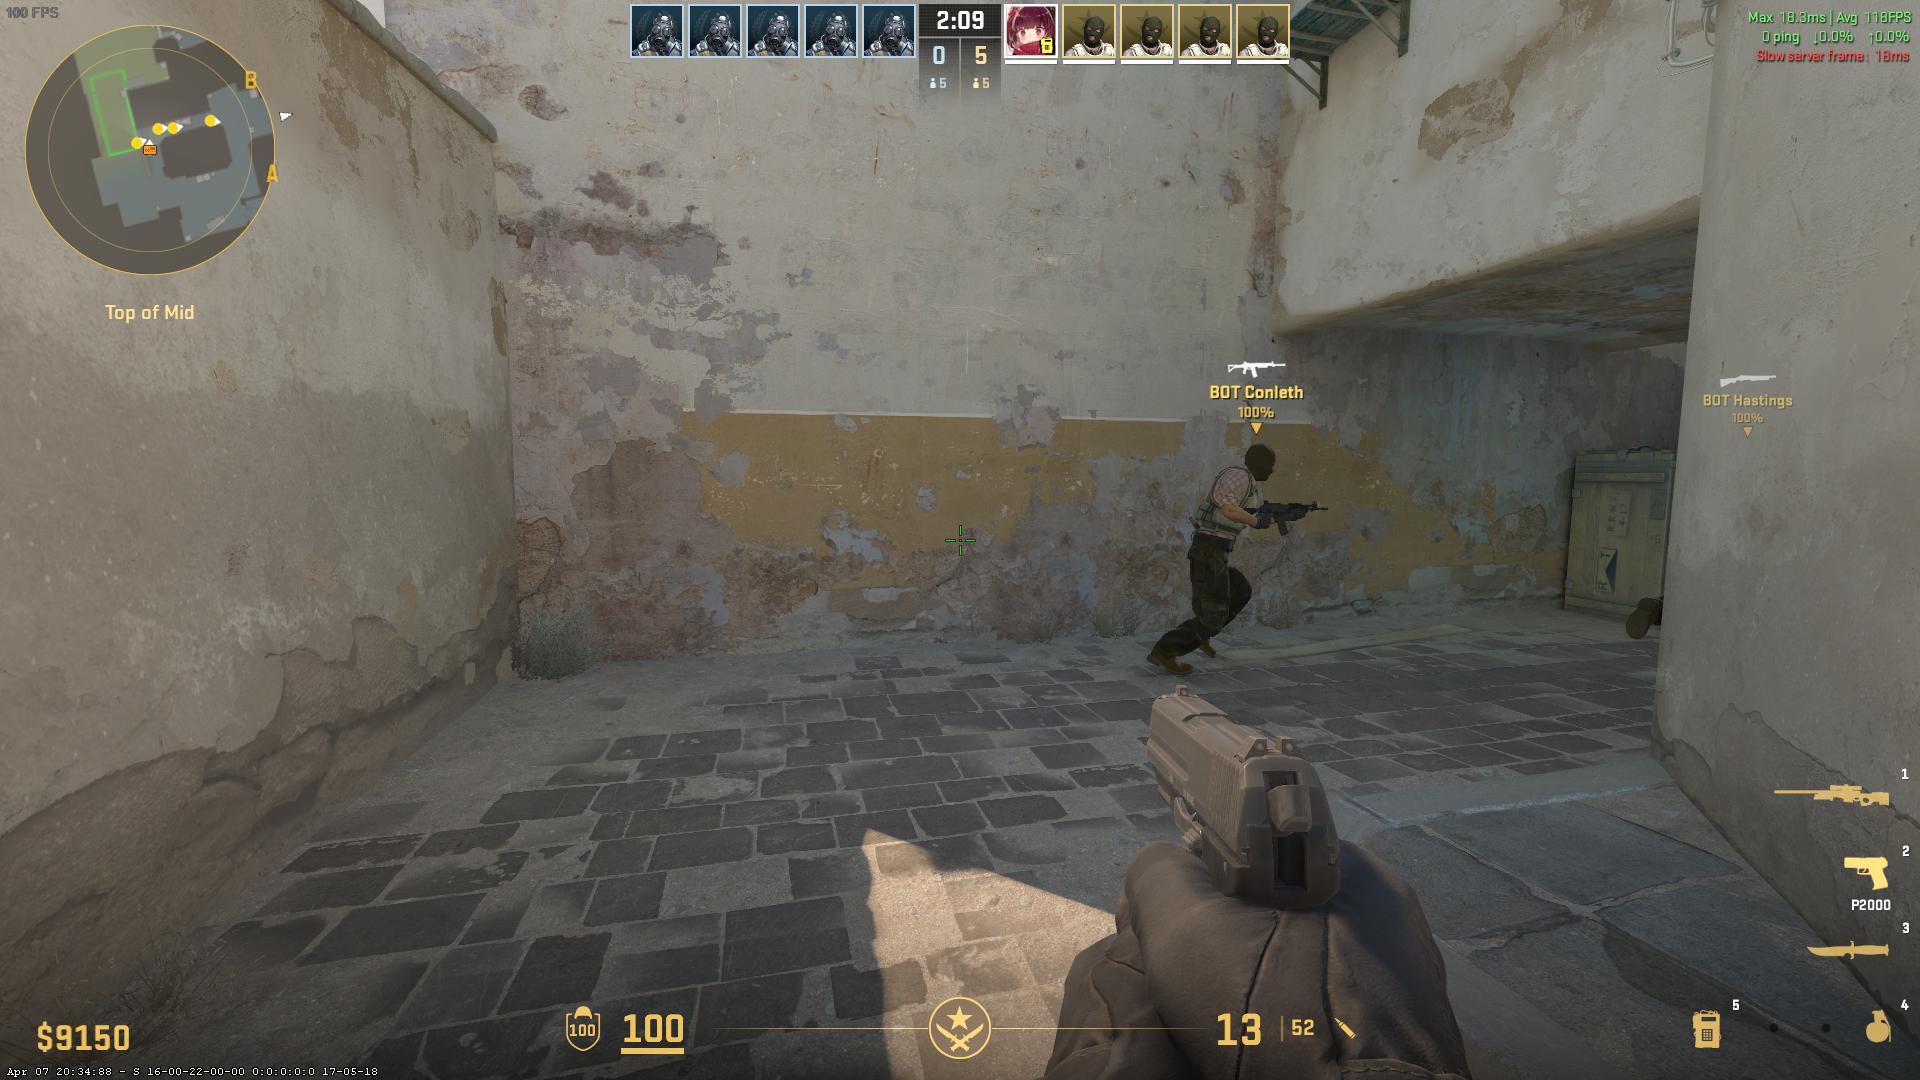 100 FPS
2:09
0 5
5 5
Max 18.3ms | Avg 118FPS
0 ping ↓0.0% ↑0.0%
Slow server frame: 18ms
B
A
Top of Mid
BOT Conleth
100%
BOT Hastings
100%
1
2
P2000
3
5
4
$9150
100
100
13 | 52
Apr 07 20:34:88 - S 16-00-22-00-00 0:0:0:0:0 17-05-18